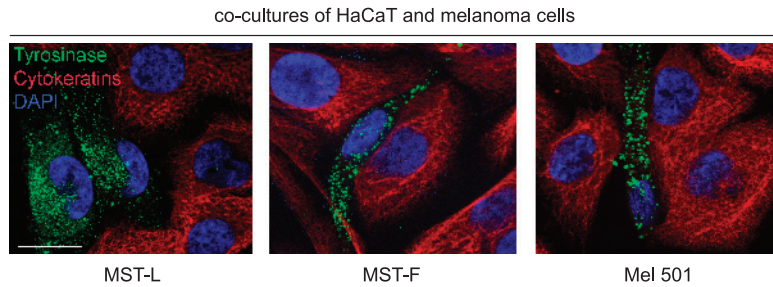 co-cultures of HaCaT and melanoma cells
Tyrosinase
Cytokeratins
DAPI
MST-L
MST-F
Mel 501